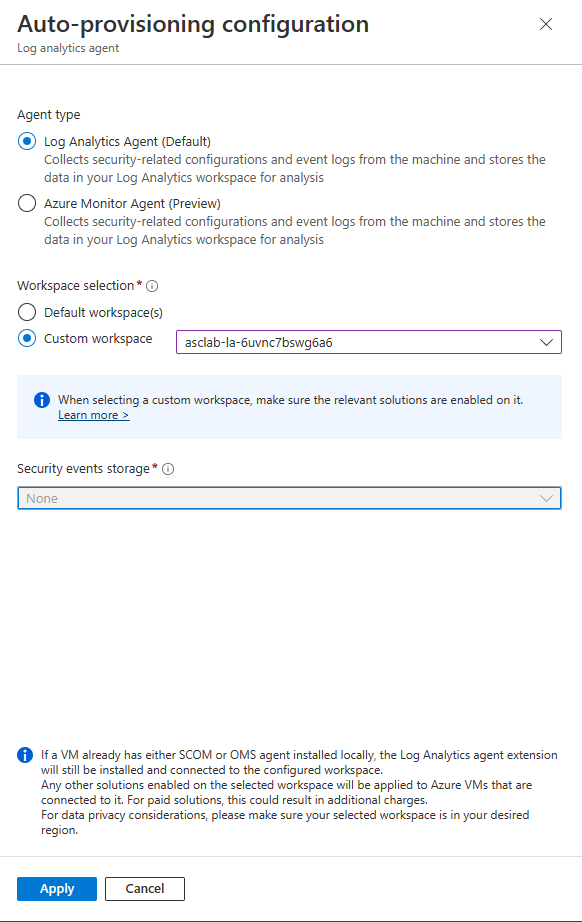 Auto-provisioning configuration
Log analytics agent
Agent type
Log Analytics Agent (Default)
Collects security-related configurations and event logs from the machine and stores the
data in your Log Analytics workspace for analysis
Azure Monitor Agent (Preview)
Collects security-related configurations and event logs from the machine and stores the
data in your Log Analytics workspace for analysis
Workspace selection *
Default workspace(s)
Custom workspace
asclab-la-6uvnc7bswg6a6
When selecting a custom workspace, make sure the relevant solutions are enabled on it.
Learn more >
Security events storage *
None
If a VM already has either SCOM or OMS agent installed locally, the Log Analytics agent extension
will still be installed and connected to the configured workspace.
Any other solutions enabled on the selected workspace will be applied to Azure VMs that are
connected to it. For paid solutions, this could result in additional charges.
For data privacy considerations, please make sure your selected workspace is in your desired
region.
Apply
Cancel